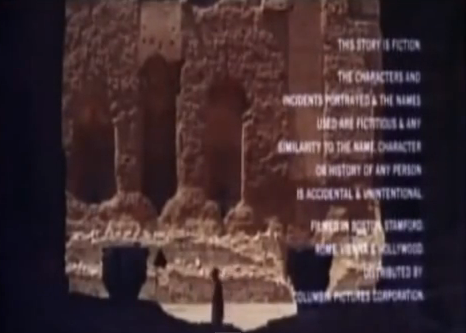 THIS STORY IS FICTION
THE CHARACTERS AND
INCIDENTS PORTRAYED & THE NAMES
USED ARE FICTITIOUS & ANY
SIMILARITY TO THE NAME, CHARACTER
OR HISTORY OF ANY PERSON
IS ACCIDENTAL & UNINTENTIONAL
FILMED IN BOSTON, STAMFORD,
ROME, VIENNA & HOLLYWOOD
DISTRIBUTED BY
COLUMBIA PICTURES CORPORATION